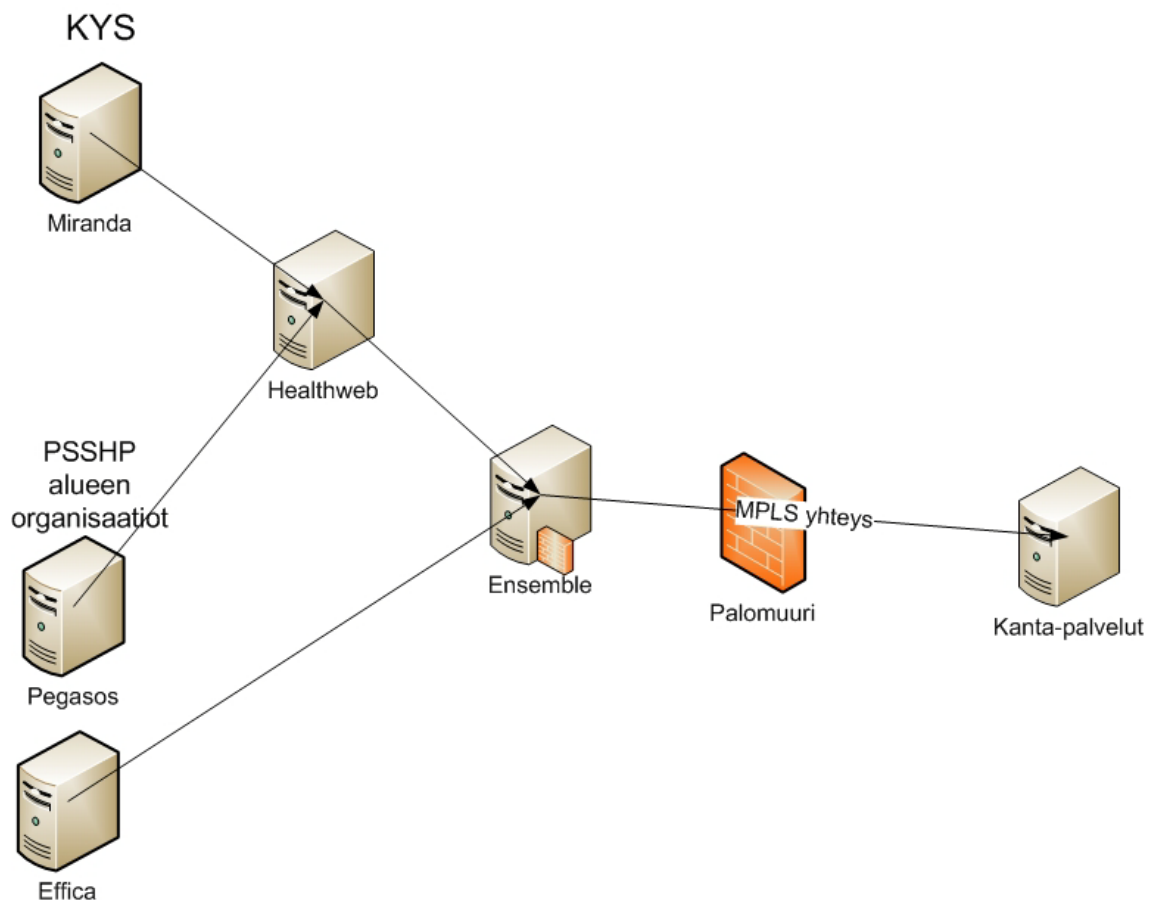 KYS
Miranda
Healthweb
PSSHP
alueen
organisaatiot
Pegasos
Effica
Ensemble
MPLS yhteys
Palomuuri
Kanta-palvelut